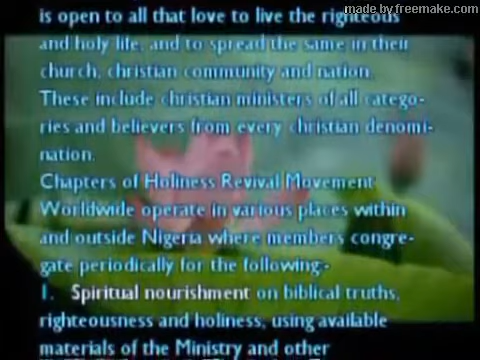 made by freemake.com
is open to all that love to live the righteous
and holy life, and to spread the same in their
church, christian community and nation.
These include christian ministers of all catego-
ries and believers from every christian denomi-
nation.
Chapters of Holiness Revival Movement
Worldwide operate in various places within
and outside Nigeria where members congre-
gate periodically for the following:-
1. Spiritual nourishment on biblical truths,
righteousness and holiness, using available
materials of the Ministry and other